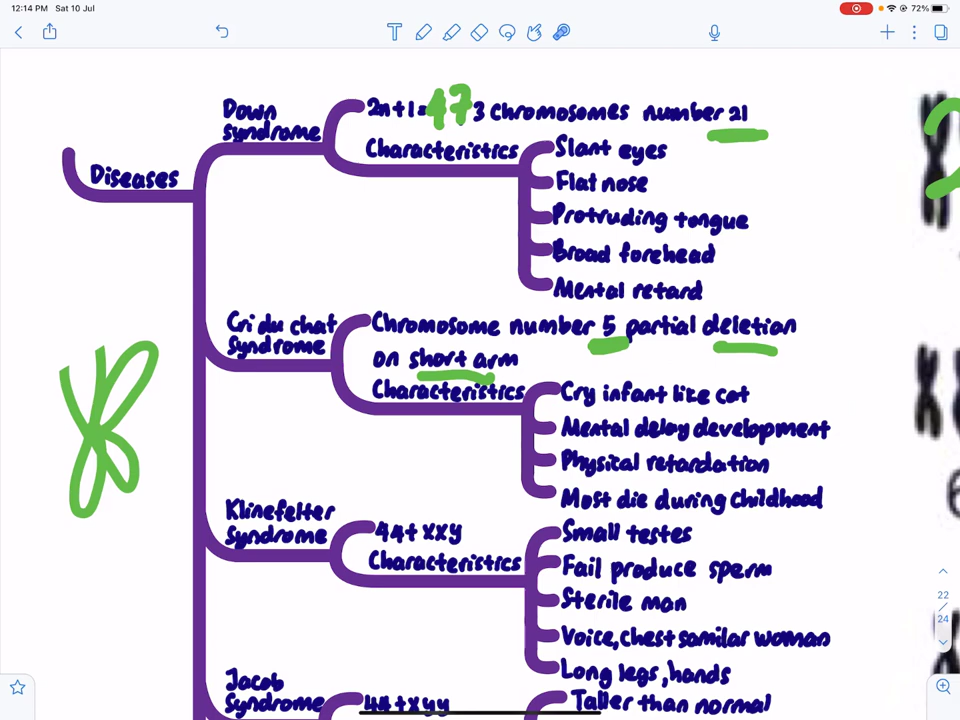 12:14 PM Sat 10 Jul
72%
T
Down
syndrome
2n+1=47 3 chromosomes number 21
Characteristics
Slant eyes
Flat nose
Protruding tongue
Broad forehead
Mental retard
Diseases
Cri du chat
Syndrome
Chromosome number 5 partial deletion
on short arm
Characteristics
Cry infant like cat
Mental delay development
Physical retardation
Most die during childhood
Klinefelter
Syndrome
44+XXY
Characteristics
Small testes
Fail produce sperm
Sterile man
Voice, chest samilar woman
Long legs, hands
Jacob
Syndrome
44+xyy
Taller than normal
22
/
24